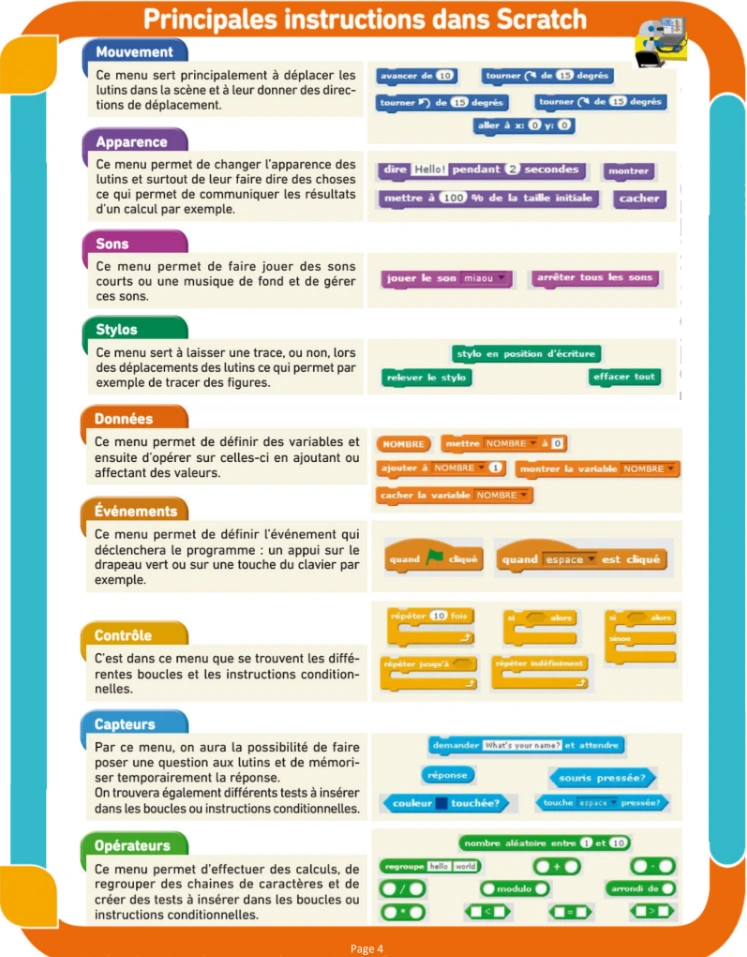 Principales instructions dans Scratch
Mouvement
Ce menu sert principalement à déplacer les
lutins dans la scène et à leur donner des direc-
tions de déplacement.
avancer de 10
tourner de 15 degrés
tourner de 15 degrés
tourner de 15 degrés
aller à x: 0 y: 0
Apparence
Ce menu permet de changer l'apparence des
lutins et surtout de leur faire dire des choses
ce qui permet de communiquer les résultats
d'un calcul par exemple.
dire Hello! pendant 2 secondes
montrer
mettre à 100 % de la taille initiale
cacher
Sons
Ce menu permet de faire jouer des sons
courts ou une musique de fond et de gérer
ces sons.
jouer le son miaou
arrêter tous les sons
Stylos
Ce menu sert à laisser une trace, ou non, lors
des déplacements des lutins ce qui permet par
exemple de tracer des figures.
stylo en position d'écriture
relever le stylo
effacer tout
Données
Ce menu permet de définir des variables et
ensuite d'opérer sur celles-ci en ajoutant ou
affectant des valeurs.
NOMBRE
mettre NOMBRE à 0
ajouter à NOMBRE 1
montrer la variable NOMBRE
cacher la variable NOMBRE
Événements
Ce menu permet de définir l'événement qui
déclenchera le programme : un appui sur le
drapeau vert ou sur une touche du clavier par
exemple.
quand cliqué
quand espace est cliqué
Contrôle
C'est dans ce menu que se trouvent les diffé-
rentes boucles et les instructions condition-
nelles.
répéter 10 fois
si alors
si alors
sinon
répéter jusqu'à
répéter indéfiniment
Capteurs
Par ce menu, on aura la possibilité de faire
poser une question aux lutins et de mémori-
ser temporairement la réponse.
On trouvera également différents tests à insérer
dans les boucles ou instructions conditionnelles.
demander What's your name? et attendre
réponse
souris pressée?
couleur touchée?
touche espace pressée?
Opérateurs
Ce menu permet d'effectuer des calculs, de
regrouper des chaines de caractères et de
créer des tests à insérer dans les boucles ou
instructions conditionnelles.
nombre aléatoire entre 1 et 10
regroupe hello world
+
-
/
modulo
arrondi de
*
<
=
>
Page 4